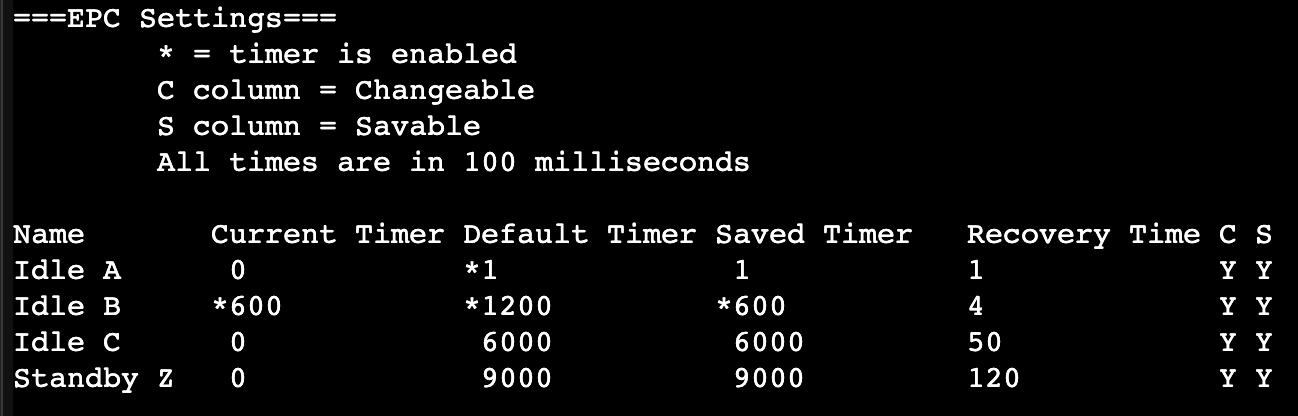 ===EPC Settings===
        * = timer is enabled
        C column = Changeable
        S column = Savable
        All times are in 100 milliseconds

Name       Current Timer Default Timer Saved Timer   Recovery Time C S
Idle A      0            *1             1            1             Y Y
Idle B     *600          *1200         *600          4             Y Y
Idle C      0             6000          6000         50            Y Y
Standby Z   0             9000          9000         120           Y Y